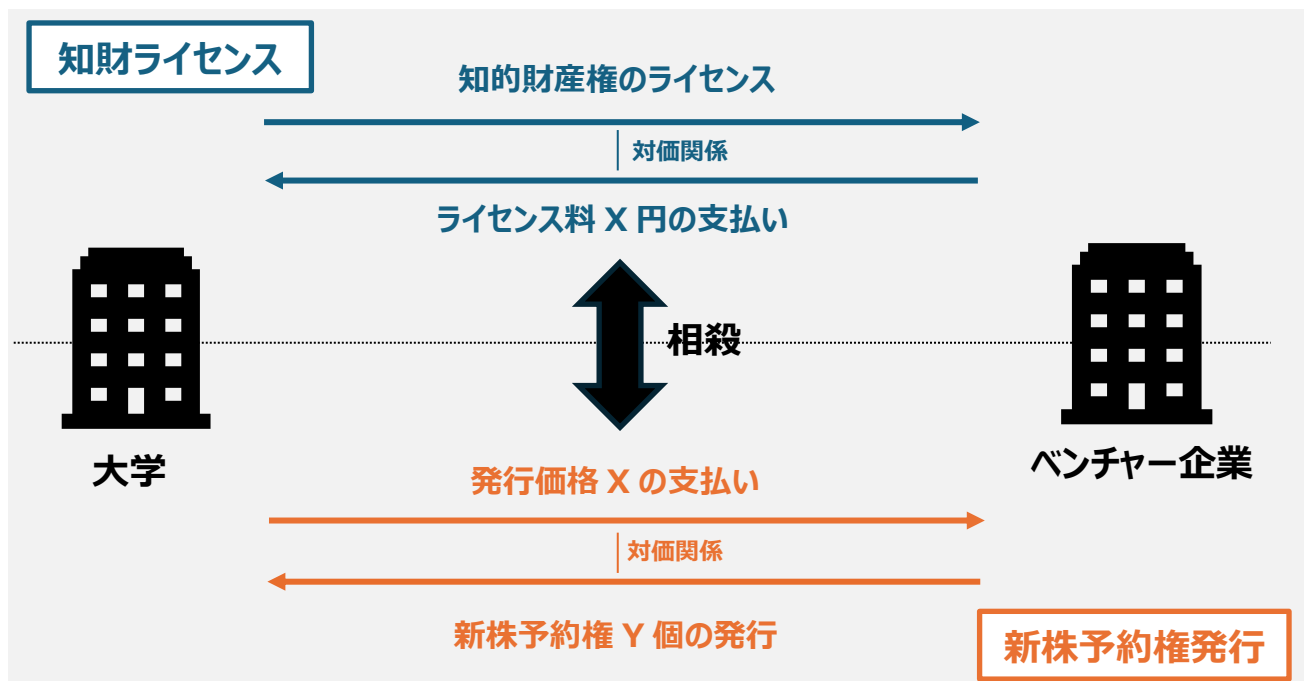 知財ライセンス
知的財産権のライセンス
対価関係
ライセンス料 X 円の支払い
相殺
大学
ベンチャー企業
発行価格 X の支払い
対価関係
新株予約権 Y 個の発行
新株予約権発行